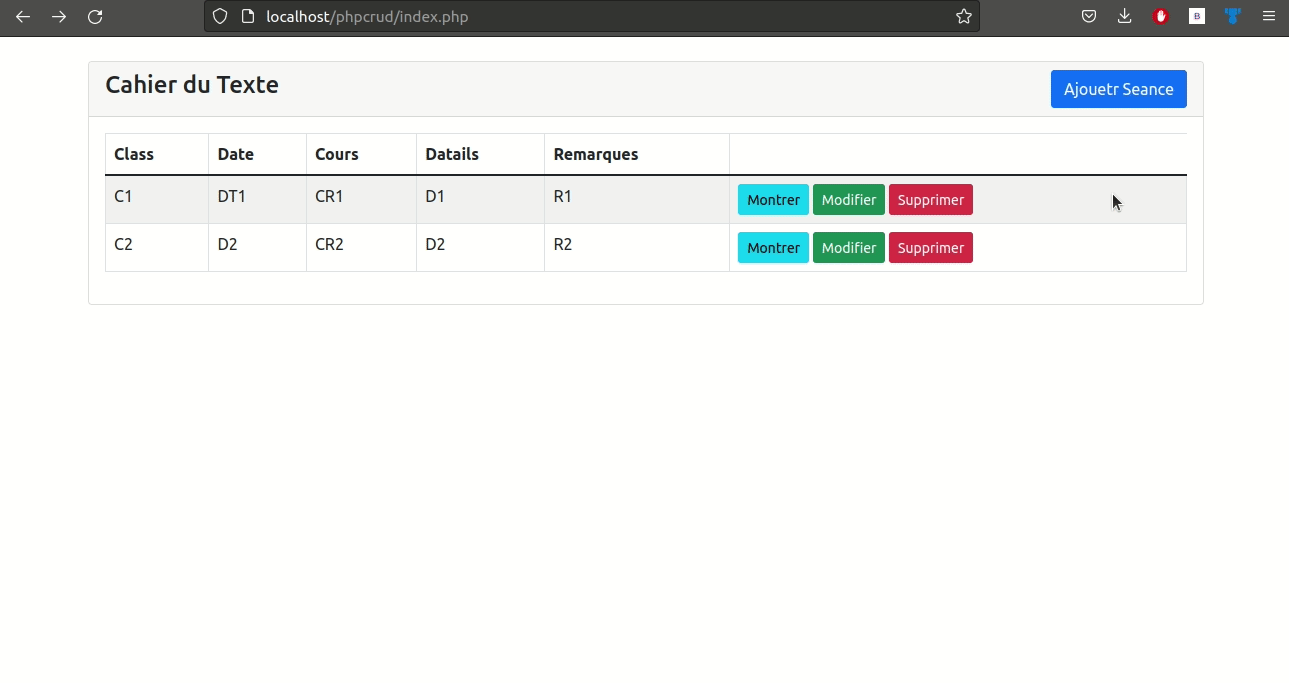 localhost/phpcrud/index.php
B
Cahier du Texte
Ajouetr Seance
Class Date Cours Datails Remarques
C1 DT1 CR1 D1 R1 Montrer Modifier Supprimer
C2 D2 CR2 D2 R2 Montrer Modifier Supprimer